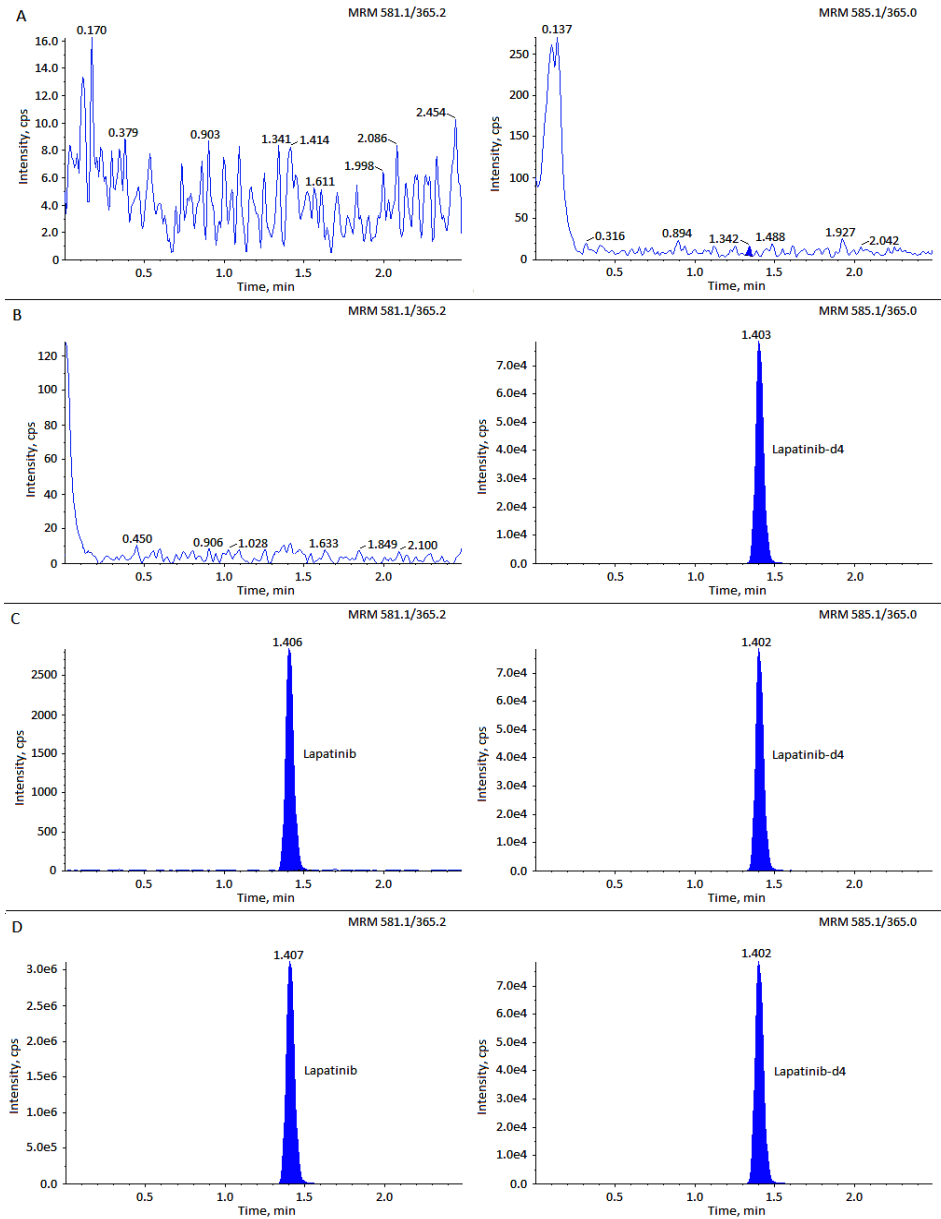 A
MRM 581.1/365.2
MRM 585.1/365.0
0.170
0.137
16.0
14.0
12.0
10.0
8.0
6.0
4.0
2.0
0.0
Intensity, cps
0.379
0.903
1.341
1.414
1.611
1.998
2.086
2.454
0.5
1.0
1.5
2.0
Time, min
250
200
150
100
50
0
Intensity, cps
0.316
0.894
1.342
1.488
1.927
2.042
0.5
1.0
1.5
2.0
Time, min
B
MRM 581.1/365.2
MRM 585.1/365.0
120
100
80
60
40
20
0
Intensity, cps
0.450
0.906
1.028
1.633
1.849
2.100
0.5
1.0
1.5
2.0
Time, min
1.403
7.0e4
6.0e4
5.0e4
4.0e4
3.0e4
2.0e4
1.0e4
0.0
Intensity, cps
Lapatinib-d4
0.5
1.0
1.5
2.0
Time, min
C
MRM 581.1/365.2
MRM 585.1/365.0
1.406
2500
2000
1500
1000
500
0
Intensity, cps
Lapatinib
0.5
1.0
1.5
2.0
Time, min
1.402
7.0e4
6.0e4
5.0e4
4.0e4
3.0e4
2.0e4
1.0e4
0.0
Intensity, cps
Lapatinib-d4
0.5
1.0
1.5
2.0
Time, min
D
MRM 581.1/365.2
MRM 585.1/365.0
1.407
3.0e6
2.5e6
2.0e6
1.5e6
1.0e6
5.0e5
0.0
Intensity, cps
Lapatinib
0.5
1.0
1.5
2.0
Time, min
1.402
7.0e4
6.0e4
5.0e4
4.0e4
3.0e4
2.0e4
1.0e4
0.0
Intensity, cps
Lapatinib-d4
0.5
1.0
1.5
2.0
Time, min